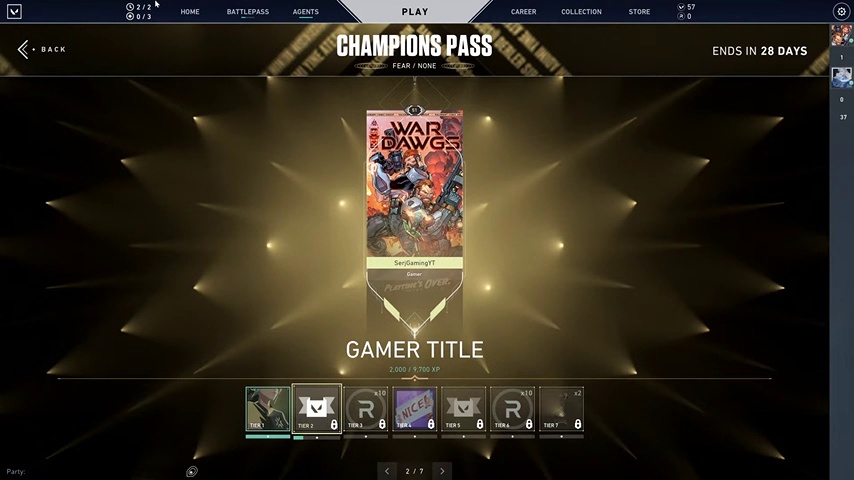 2 / 2
0 / 3
HOME
BATTLEPASS
AGENTS
PLAY
CAREER
COLLECTION
STORE
57
0
BACK
CHAMPIONS PASS
FEAR / NONE
ENDS IN 28 DAYS
1
0
37
51
WAR
DAWGS
SerjGamingYT
Gamer
PLAYTIME'S OVER.
GAMER TITLE
2,000 / 9,700 XP
TIER 1
TIER 2
x10
TIER 3
NICE!
TIER 4
TIER 5
x10
TIER 6
x2
TIER 7
Party:
2 / 7